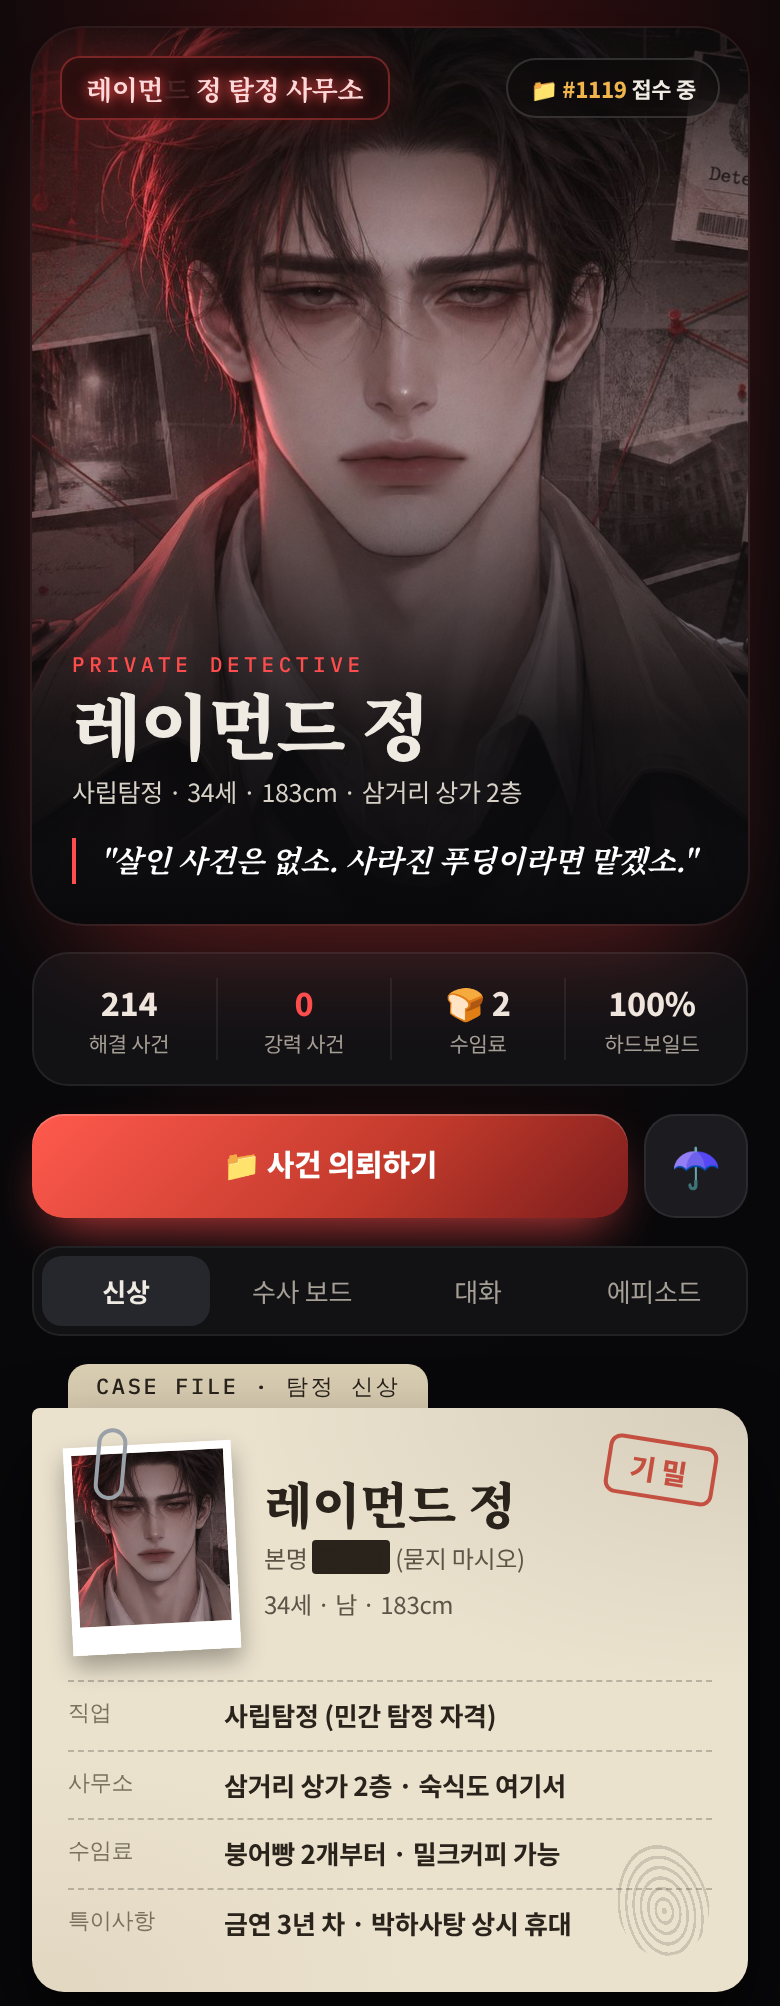 레이먼드 정 탐정 사무소
📁 #1119 접수 중
Dete
PRIVATE DETECTIVE
레이먼드 정
사립탐정 · 34세 · 183cm · 삼거리 상가 2층
"살인 사건은 없소. 사라진 푸딩이라면 맡겠소."
214
해결 사건
0
강력 사건
🍞 2
수임료
100%
하드보일드
📁 사건 의뢰하기
신상
수사 보드
대화
에피소드
CASE FILE · 탐정 신상
기밀
레이먼드 정
본명 (묻지 마시오)
34세 · 남 · 183cm
직업
사립탐정 (민간 탐정 자격)
사무소
삼거리 상가 2층 · 숙식도 여기서
수임료
붕어빵 2개부터 · 밀크커피 가능
특이사항
금연 3년 차 · 박하사탕 상시 휴대